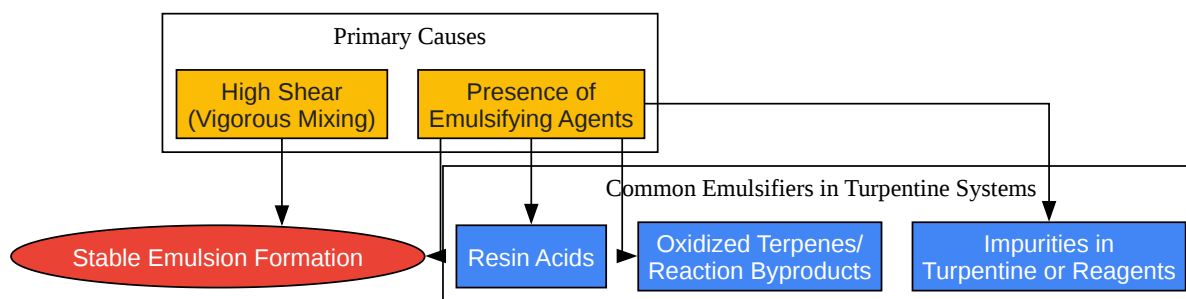 Primary Causes
High Shear
(Vigorous Mixing)
Presence of
Emulsifying Agents
Common Emulsifiers in Turpentine Systems
Stable Emulsion Formation
Resin Acids
Oxidized Terpenes/
Reaction Byproducts
Impurities in
Turpentine or Reagents